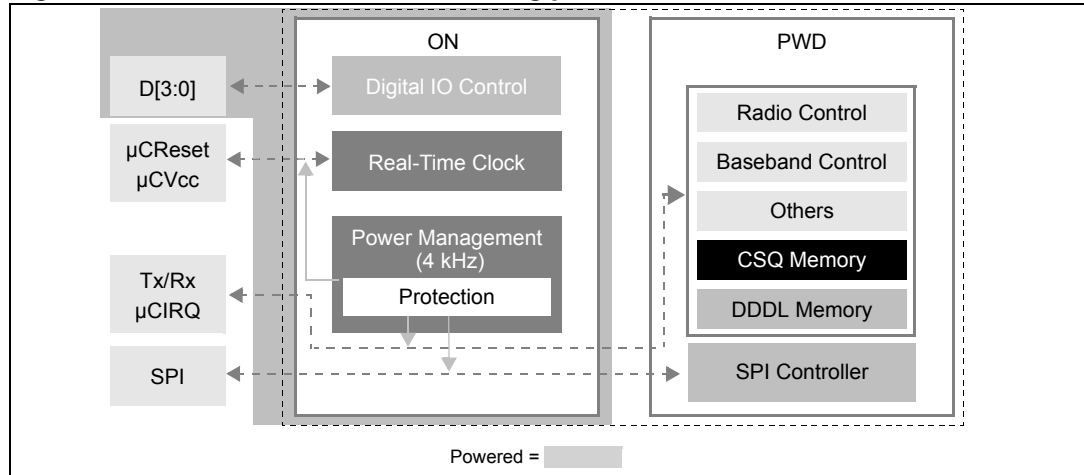 ON
PWD
D[3:0]
Digital IO Control
Radio Control
µCReset
µCVcc
Real-Time Clock
Baseband Control
Others
Power Management
(4 kHz)
CSQ Memory
Tx/Rx
µCIRQ
Protection
DDDL Memory
SPI
SPI Controller
Powered =